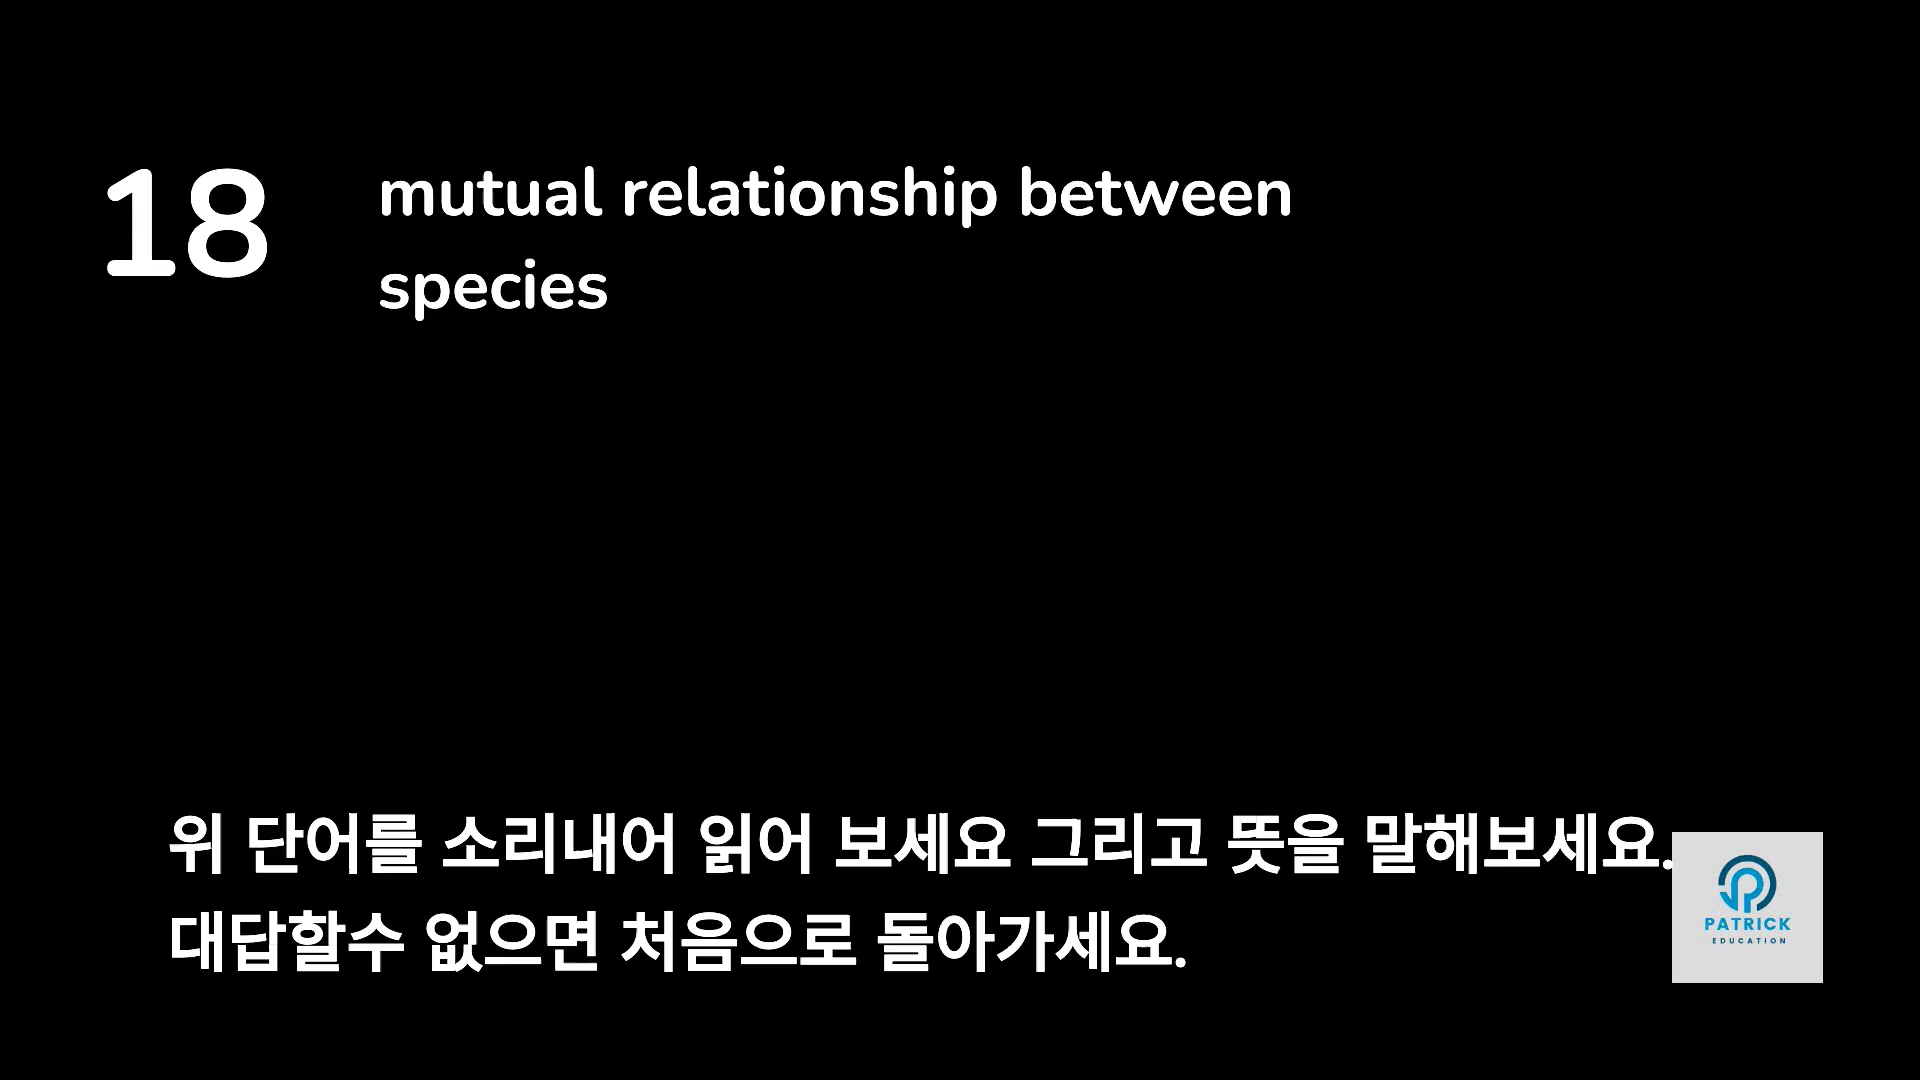 18
mutual relationship between
species
위 단어를 소리내어 읽어 보세요 그리고 뜻을 말해보세요.
대답할수 없으면 처음으로 돌아가세요.
PATRICK
EDUCATION